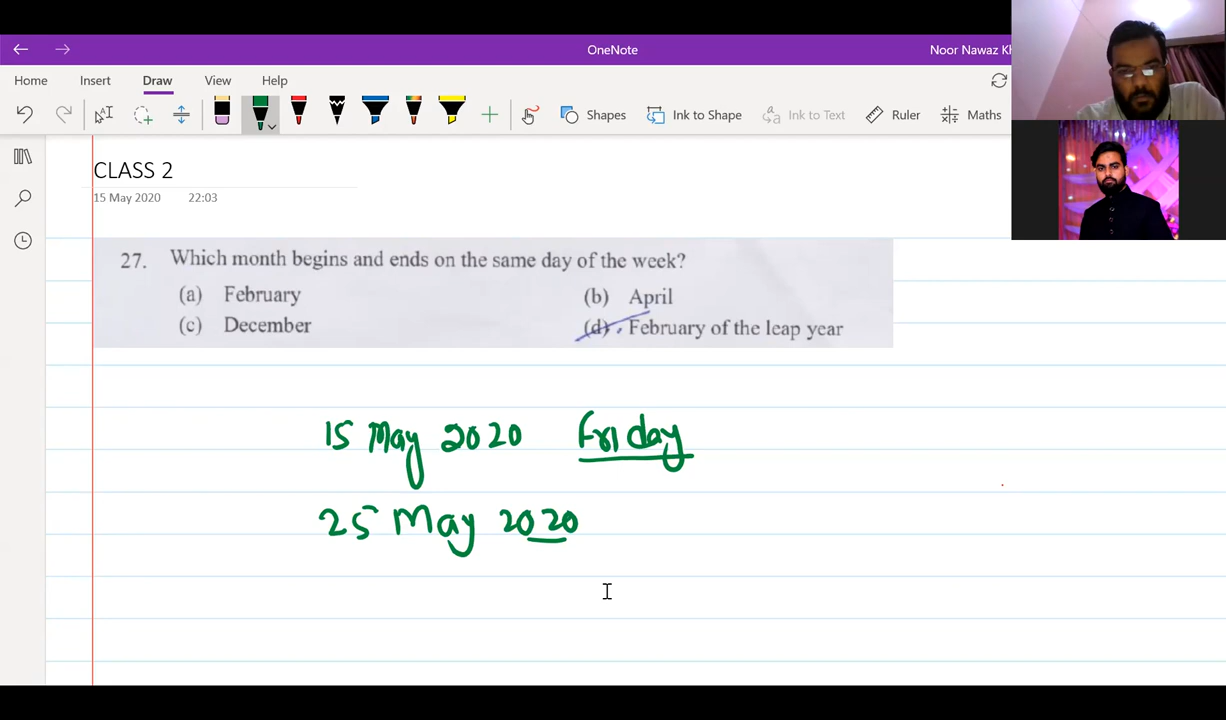 OneNote
Noor Nawaz Kh
Home Insert Draw View Help
Shapes Ink to Shape Ink to Text Ruler Maths
CLASS 2
15 May 2020 22:03
27. Which month begins and ends on the same day of the week?
(a) February (b) April
(c) December (d) February of the leap year
15 May 2020 Friday
25 May 2020